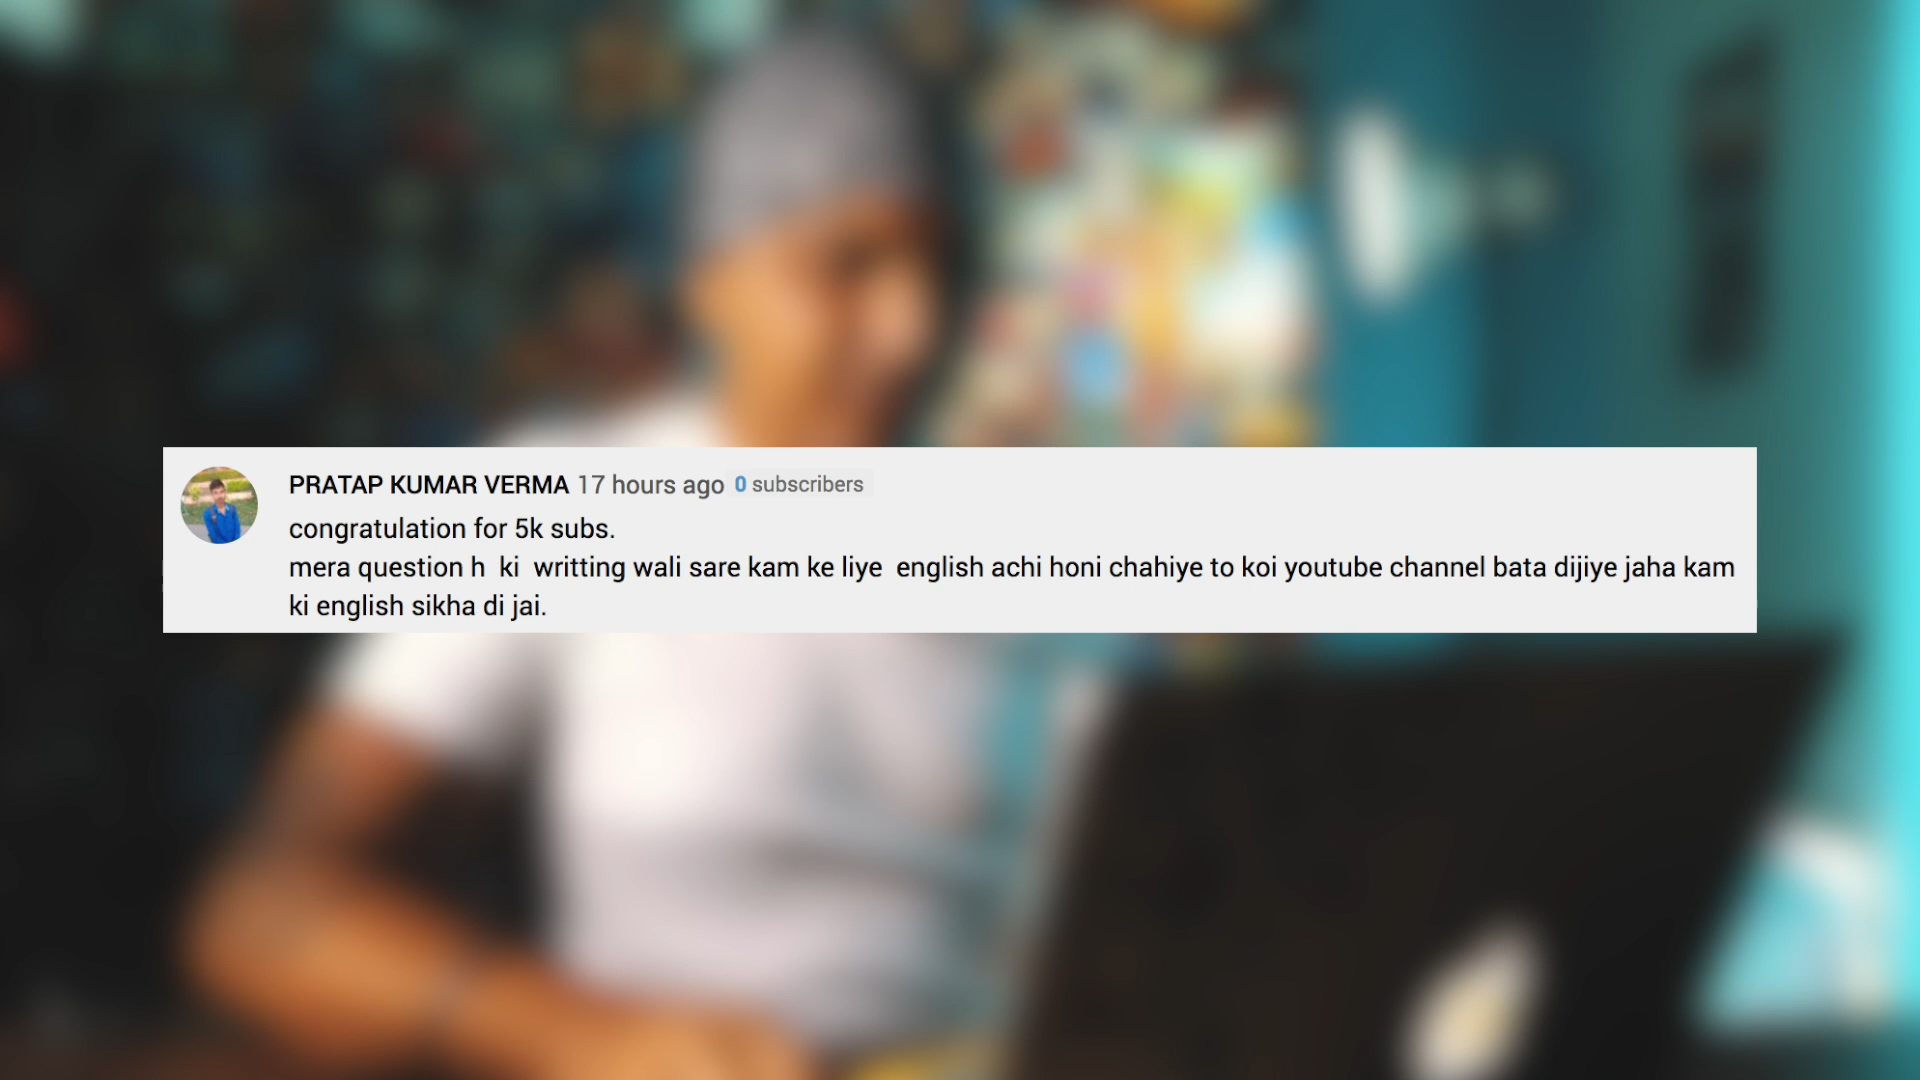 PRATAP KUMAR VERMA 17 hours ago 0 subscribers
congratulation for 5k subs.
mera question h ki writting wali sare kam ke liye english achi honi chahiye to koi youtube channel bata dijiye jaha kam
ki english sikha di jai.